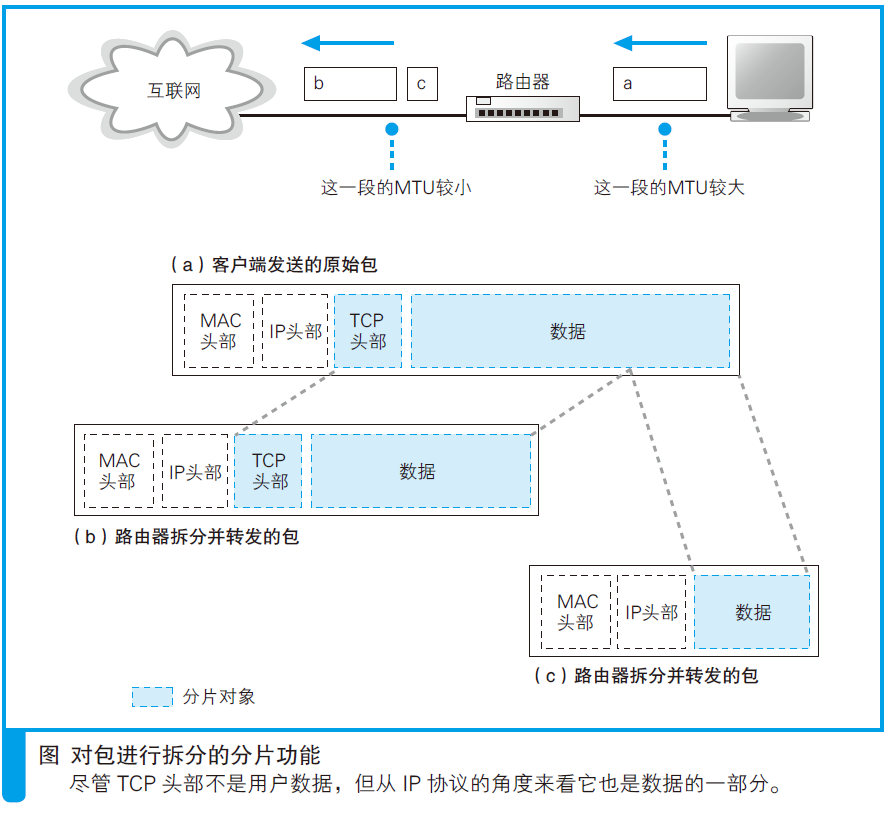 互联网
b
c
路由器
a
这一段的MTU较小
这一段的MTU较大
（a）客户端发送的原始包
MAC
头部
IP头部
TCP
头部
数据
MAC
头部
IP头部
TCP
头部
数据
（b）路由器拆分并转发的包
MAC
头部
IP头部
数据
（c）路由器拆分并转发的包
分片对象
图 对包进行拆分的分片功能
尽管 TCP 头部不是用户数据，但从 IP 协议的角度来看它也是数据的一部分。